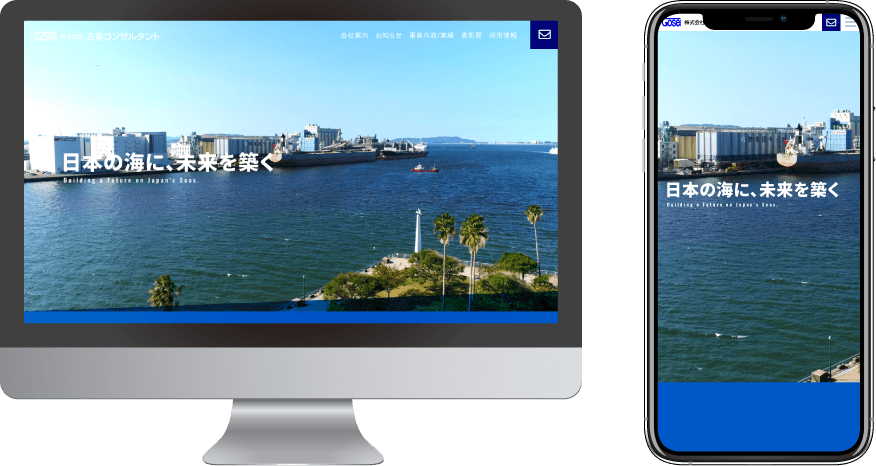 GOSEI 株式会社 五省コンサルタント
会社案内 お知らせ 事業内容/実績 表彰歴 採用情報
日本の海に、未来を築く
Building a Future on Japan's Seas.
GOSEI 株式会社
日本の海に、未来を築く
Building a Future on Japan's Seas.